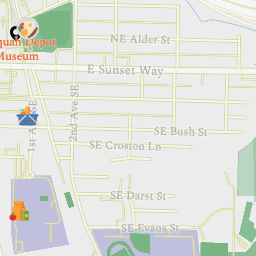 NE Alder St
quah Depot
Museum
E Sunset Way
1st Ave SE
2nd Ave SE
SE Bush St
SE Croston Ln
SE Darst St
SE Evans St